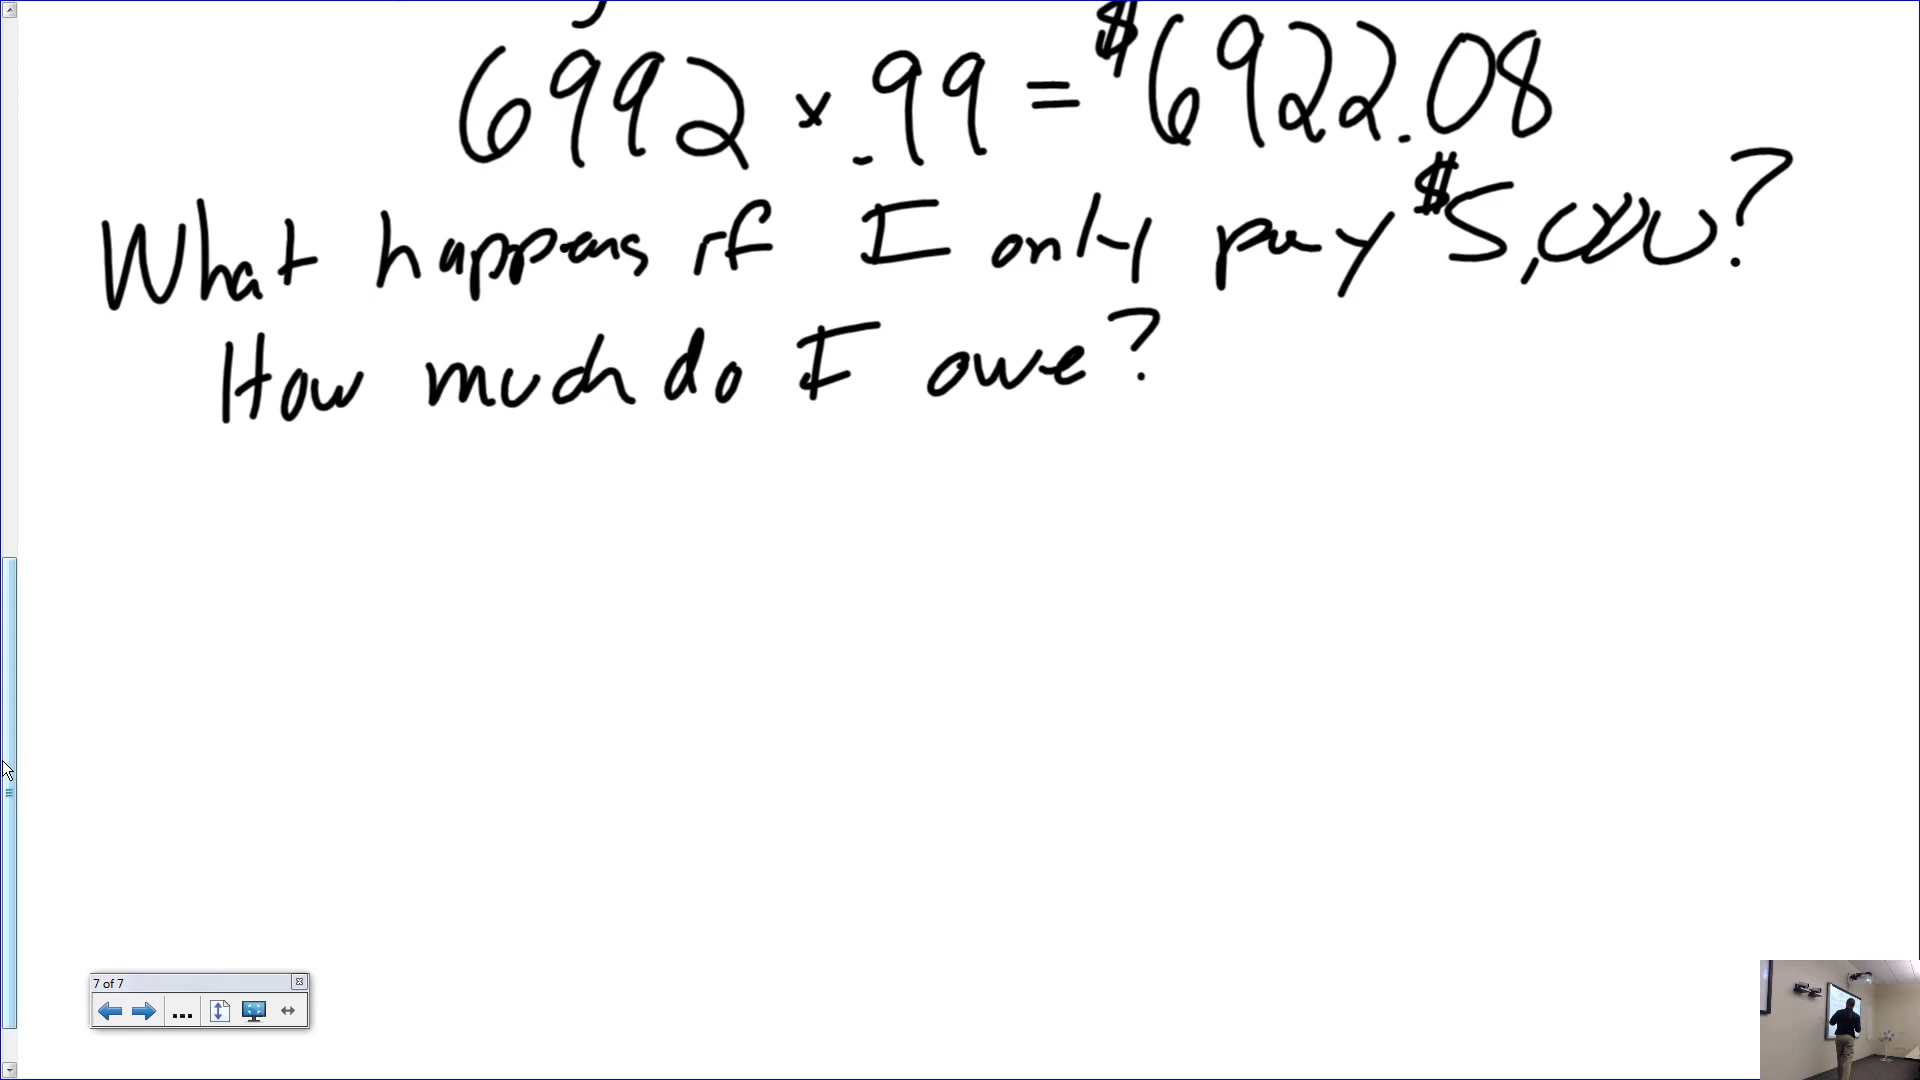 6992 x .99 = $6922.08
What happens if I only pay $5,000?
How much do I owe?
7 of 7